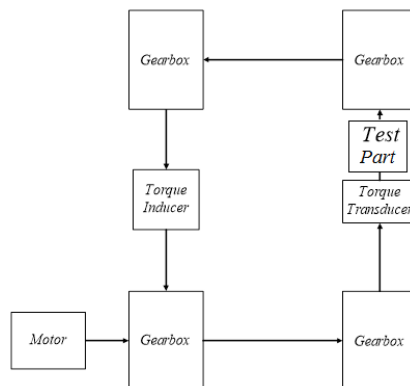 Gearbox
Gearbox
Test
Part
Torque
Inducer
Torque
Transducer
Motor
Gearbox
Gearbox